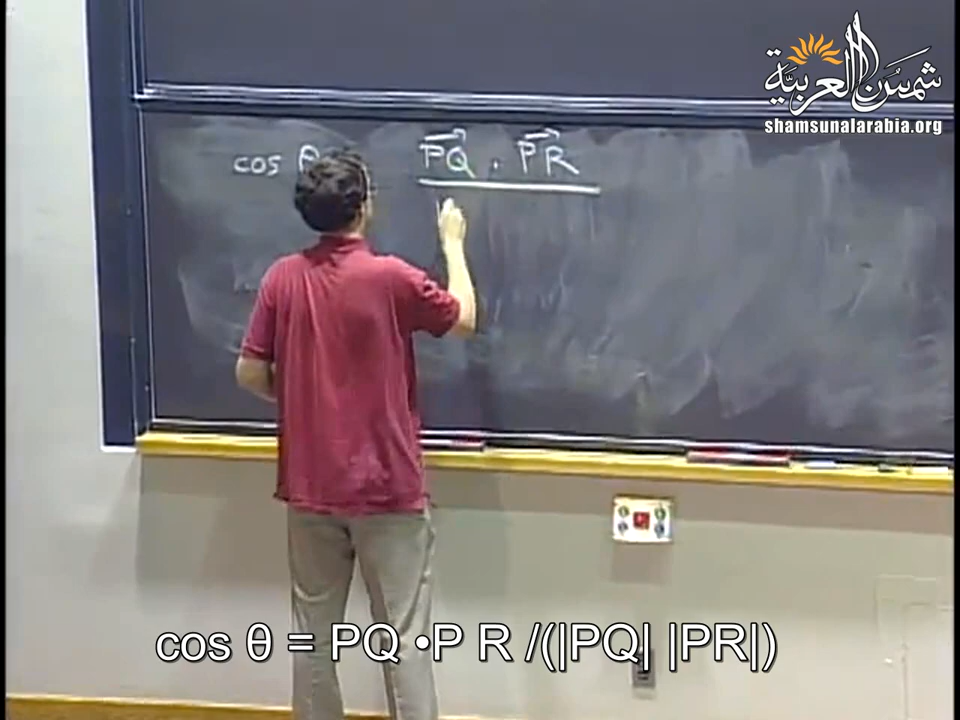 شمس العربية
shamsunalarabia.org
cos θ PQ · PR
cos θ = PQ •P R /(|PQ| |PR|)